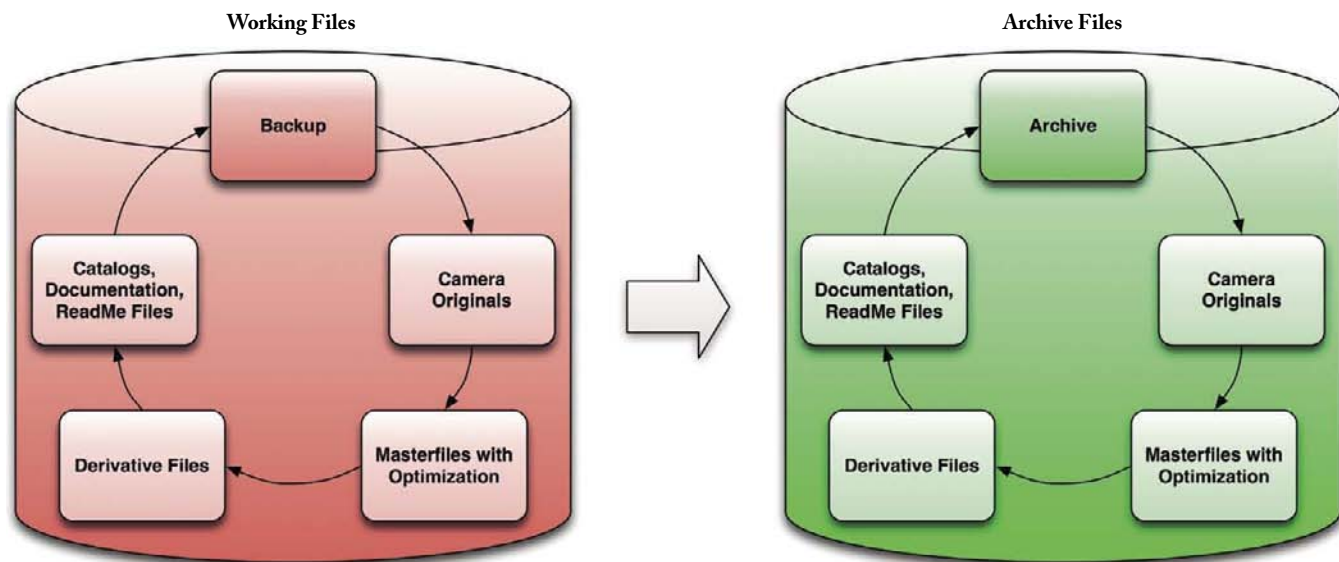 Working Files
Backup
Catalogs,
Documentation,
ReadMe Files
Camera
Originals
Derivative Files
Masterfiles with
Optimization
Archive Files
Archive
Catalogs,
Documentation,
ReadMe Files
Camera
Originals
Derivative Files
Masterfiles with
Optimization